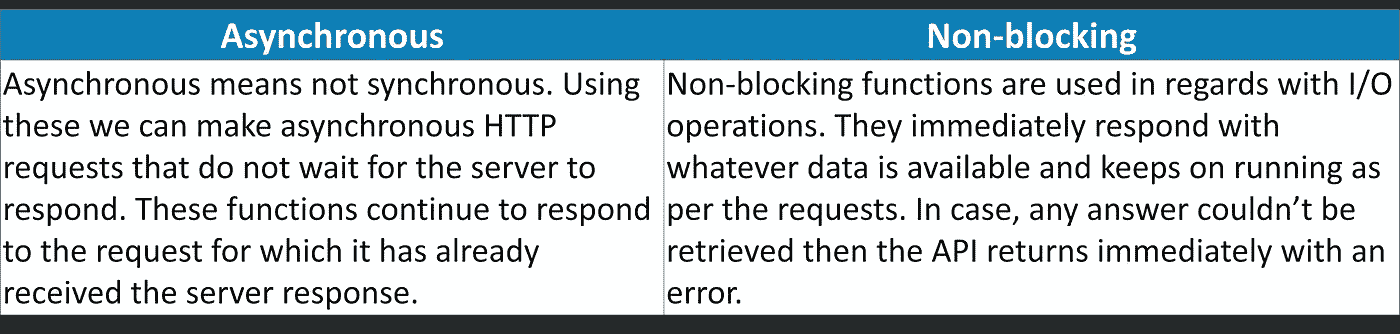 Asynchronous
Non-blocking
Asynchronous means not synchronous. Using
these we can make asynchronous HTTP
requests that do not wait for the server to
respond. These functions continue to respond
to the request for which it has already
received the server response.
Non-blocking functions are used in regards with I/O
operations. They immediately respond with
whatever data is available and keeps on running as
per the requests. In case, any answer couldn’t be
retrieved then the API returns immediately with an
error.